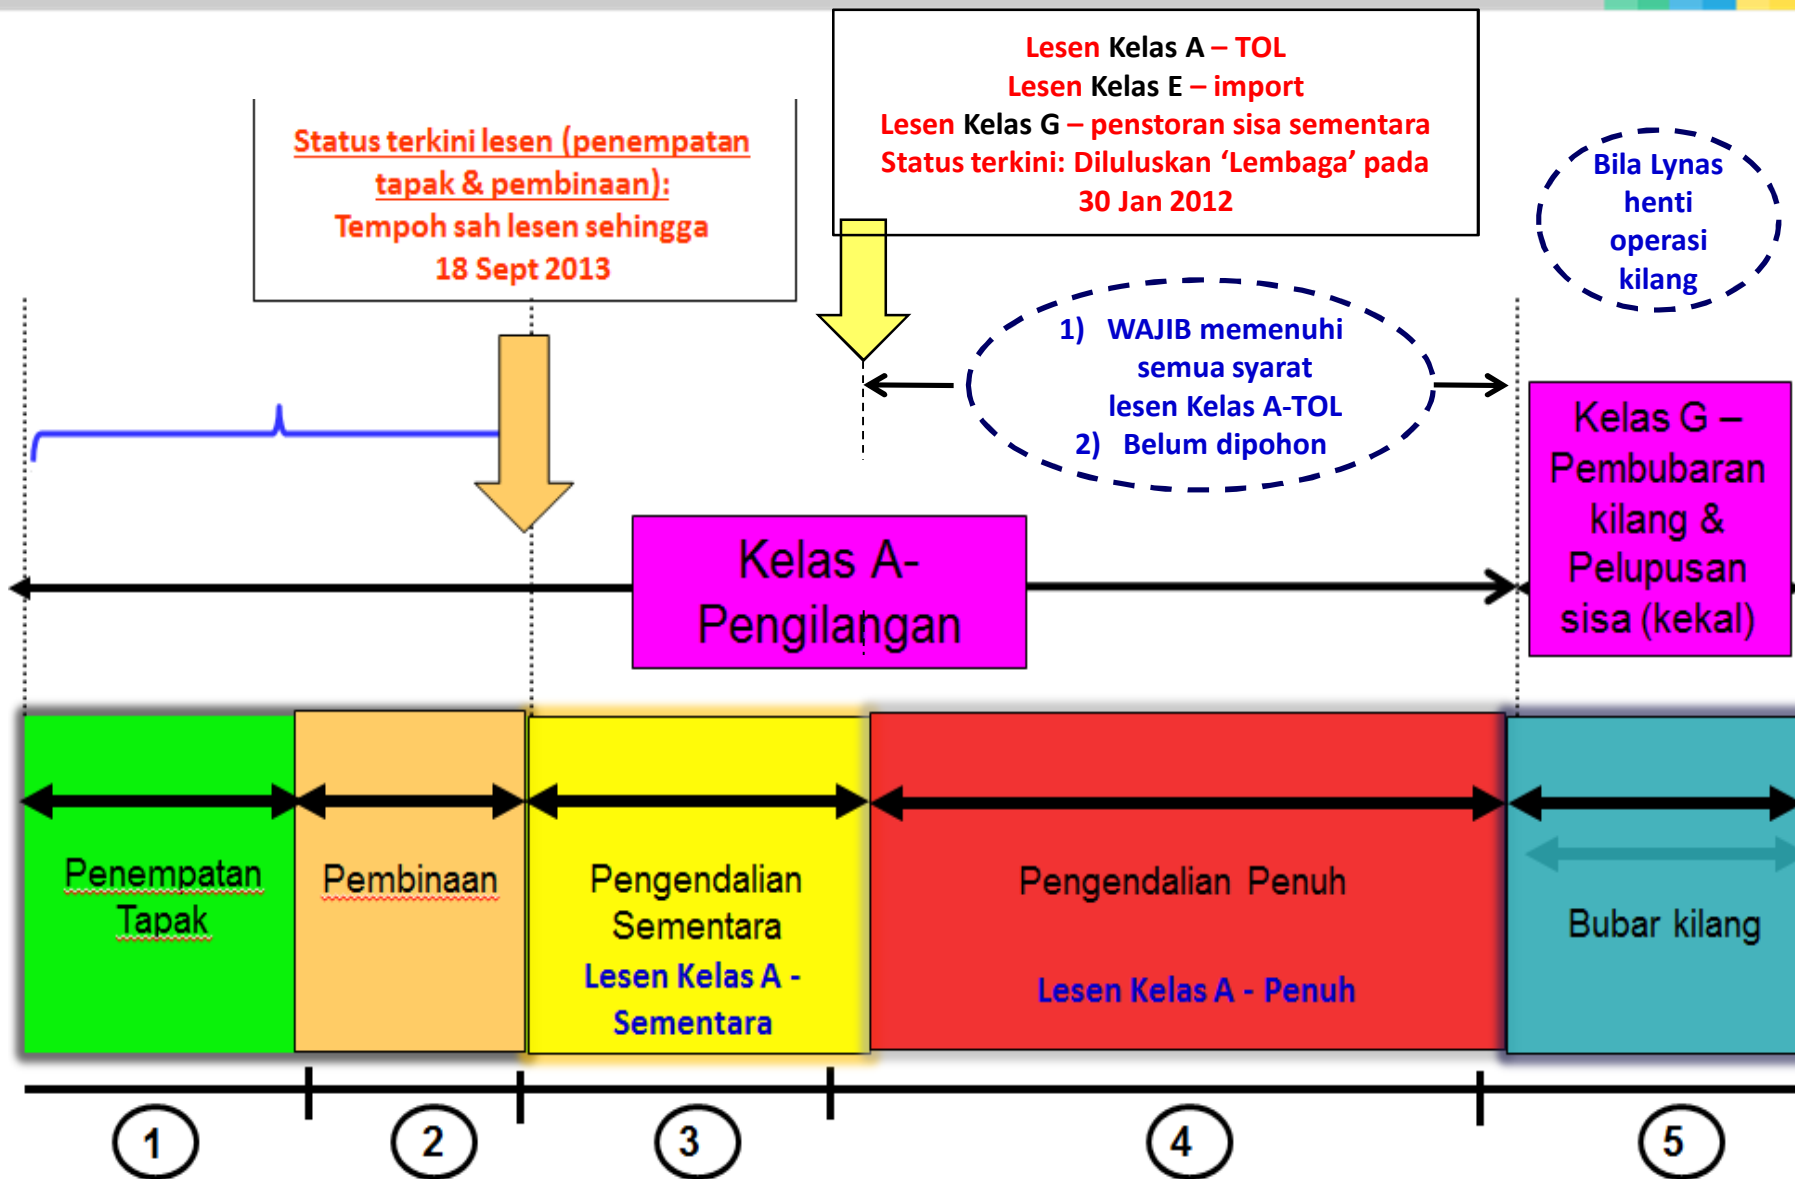 Lesen Kelas A – TOL
Lesen Kelas E – import
Lesen Kelas G – penstoran sisa sementara
Status terkini: Diluluskan ‘Lembaga’ pada
30 Jan 2012
Status terkini lesen (penempatan
tapak & pembinaan):
Tempoh sah lesen sehingga
18 Sept 2013
Bila Lynas
henti
operasi
kilang
1) WAJIB memenuhi
semua syarat
lesen Kelas A-TOL
2) Belum dipohon
Kelas A-
Pengilangan
Kelas G –
Pembubaran
kilang &
Pelupusan
sisa (kekal)
Penempatan
Tapak
Pembinaan
Pengendalian
Sementara
Lesen Kelas A -
Sementara
Pengendalian Penuh
Lesen Kelas A - Penuh
Bubar kilang
1
2
3
4
5